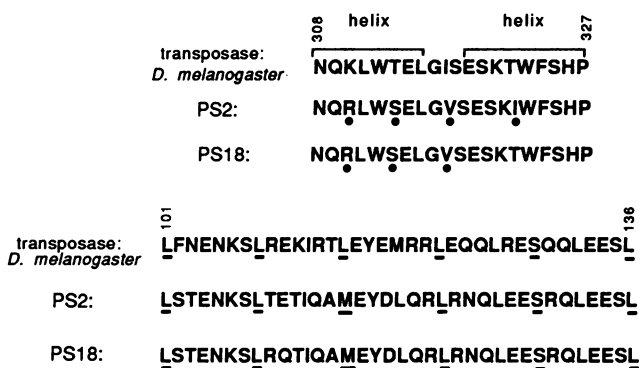 308 helix helix 327
transposase: NQKLWTELGISESKTWFSHP
D. melanogaster
PS2: NQRLWSELGVSESKIWFSHP
PS18: NQRLWSELGVSESKTWFSHP
101 136
transposase: LFNENKSLREKIRTLEYEMRRLEQQLRESQQLEESL
D. melanogaster
PS2: LSTENKSLTETIQAMEYDLQRLRNQLEESRQLEESL
PS18: LSTENKSLRQTIQAMEYDLQRLRNQLEESRQLEESL